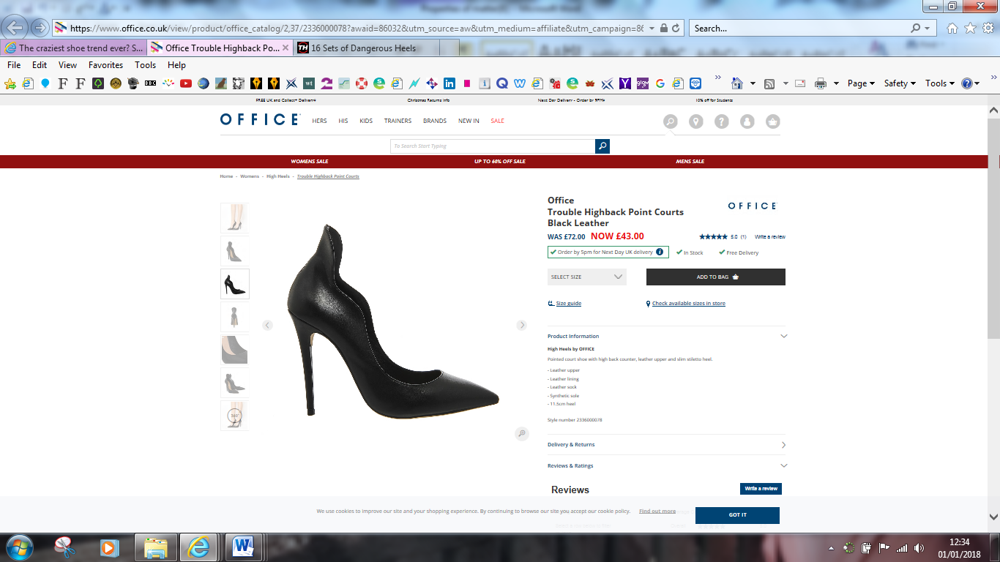 https://www.office.co.uk/view/product/office_catalog/2,37/2336000078?awaid=86032&utm_source=aw&utm_medium=affiliate&utm_campaign=86
Search...
The craziest shoe trend ever? S...
Office Trouble Highback Po...
16 Sets of Dangerous Heels
File Edit View Favorites Tools Help
Page Safety Tools
FREE UK and Collect+ Delivery*
Christmas Returns Info
Next Day Delivery - Order by 9PM*
10% off for Students
OFFICE HERS HIS KIDS TRAINERS BRANDS NEW IN SALE
To Search Start Typing
WOMENS SALE UP TO 60% OFF SALE MENS SALE
Home - Womens - High Heels - Trouble Highback Point Courts
Office
Trouble Highback Point Courts
Black Leather
OFFICE
WAS £72.00 NOW £43.00
5.0 (1) Write a review
Order by 5pm for Next Day UK delivery
In Stock
Free Delivery
SELECT SIZE
ADD TO BAG
Size guide
Check available sizes in store
Product Information
High Heels by OFFICE
Pointed court shoe with high back counter, leather upper and slim stiletto heel.
- Leather upper
- Leather lining
- Leather sock
- Synthetic sole
- 11.5cm heel
Style number 2336000078
360°
Delivery & Returns
Reviews & Ratings
Reviews
Write a review
We use cookies to improve our site and your shopping experience. By continuing to browse our site you accept our cookie policy. Find out more
GOT IT
12:34
01/01/2018